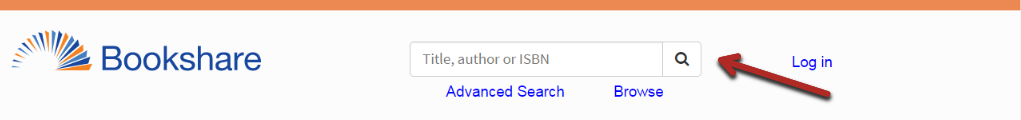 Bookshare
Title, author or ISBN
Log in
Advanced Search Browse